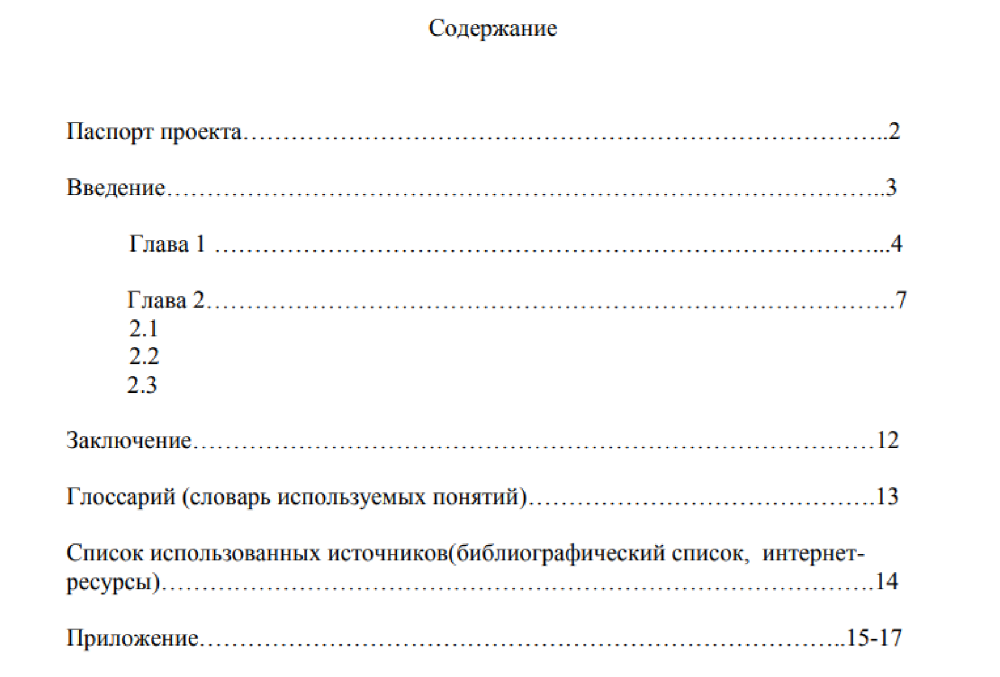 Содержание
Паспорт проекта…………………………………………………………………..2
Введение…………………………………………………………………………..3
Глава 1 …………………………………………………………………………...4
Глава 2………………………………………………………………………….7
2.1
2.2
2.3
Заключение…………………………………………………………………………12
Глоссарий (словарь используемых понятий)…………………………………….13
Список использованных источников(библиографический список, интернет-
ресурсы)…………………………………………………………………………….14
Приложение……………………………………………………………………..15-17